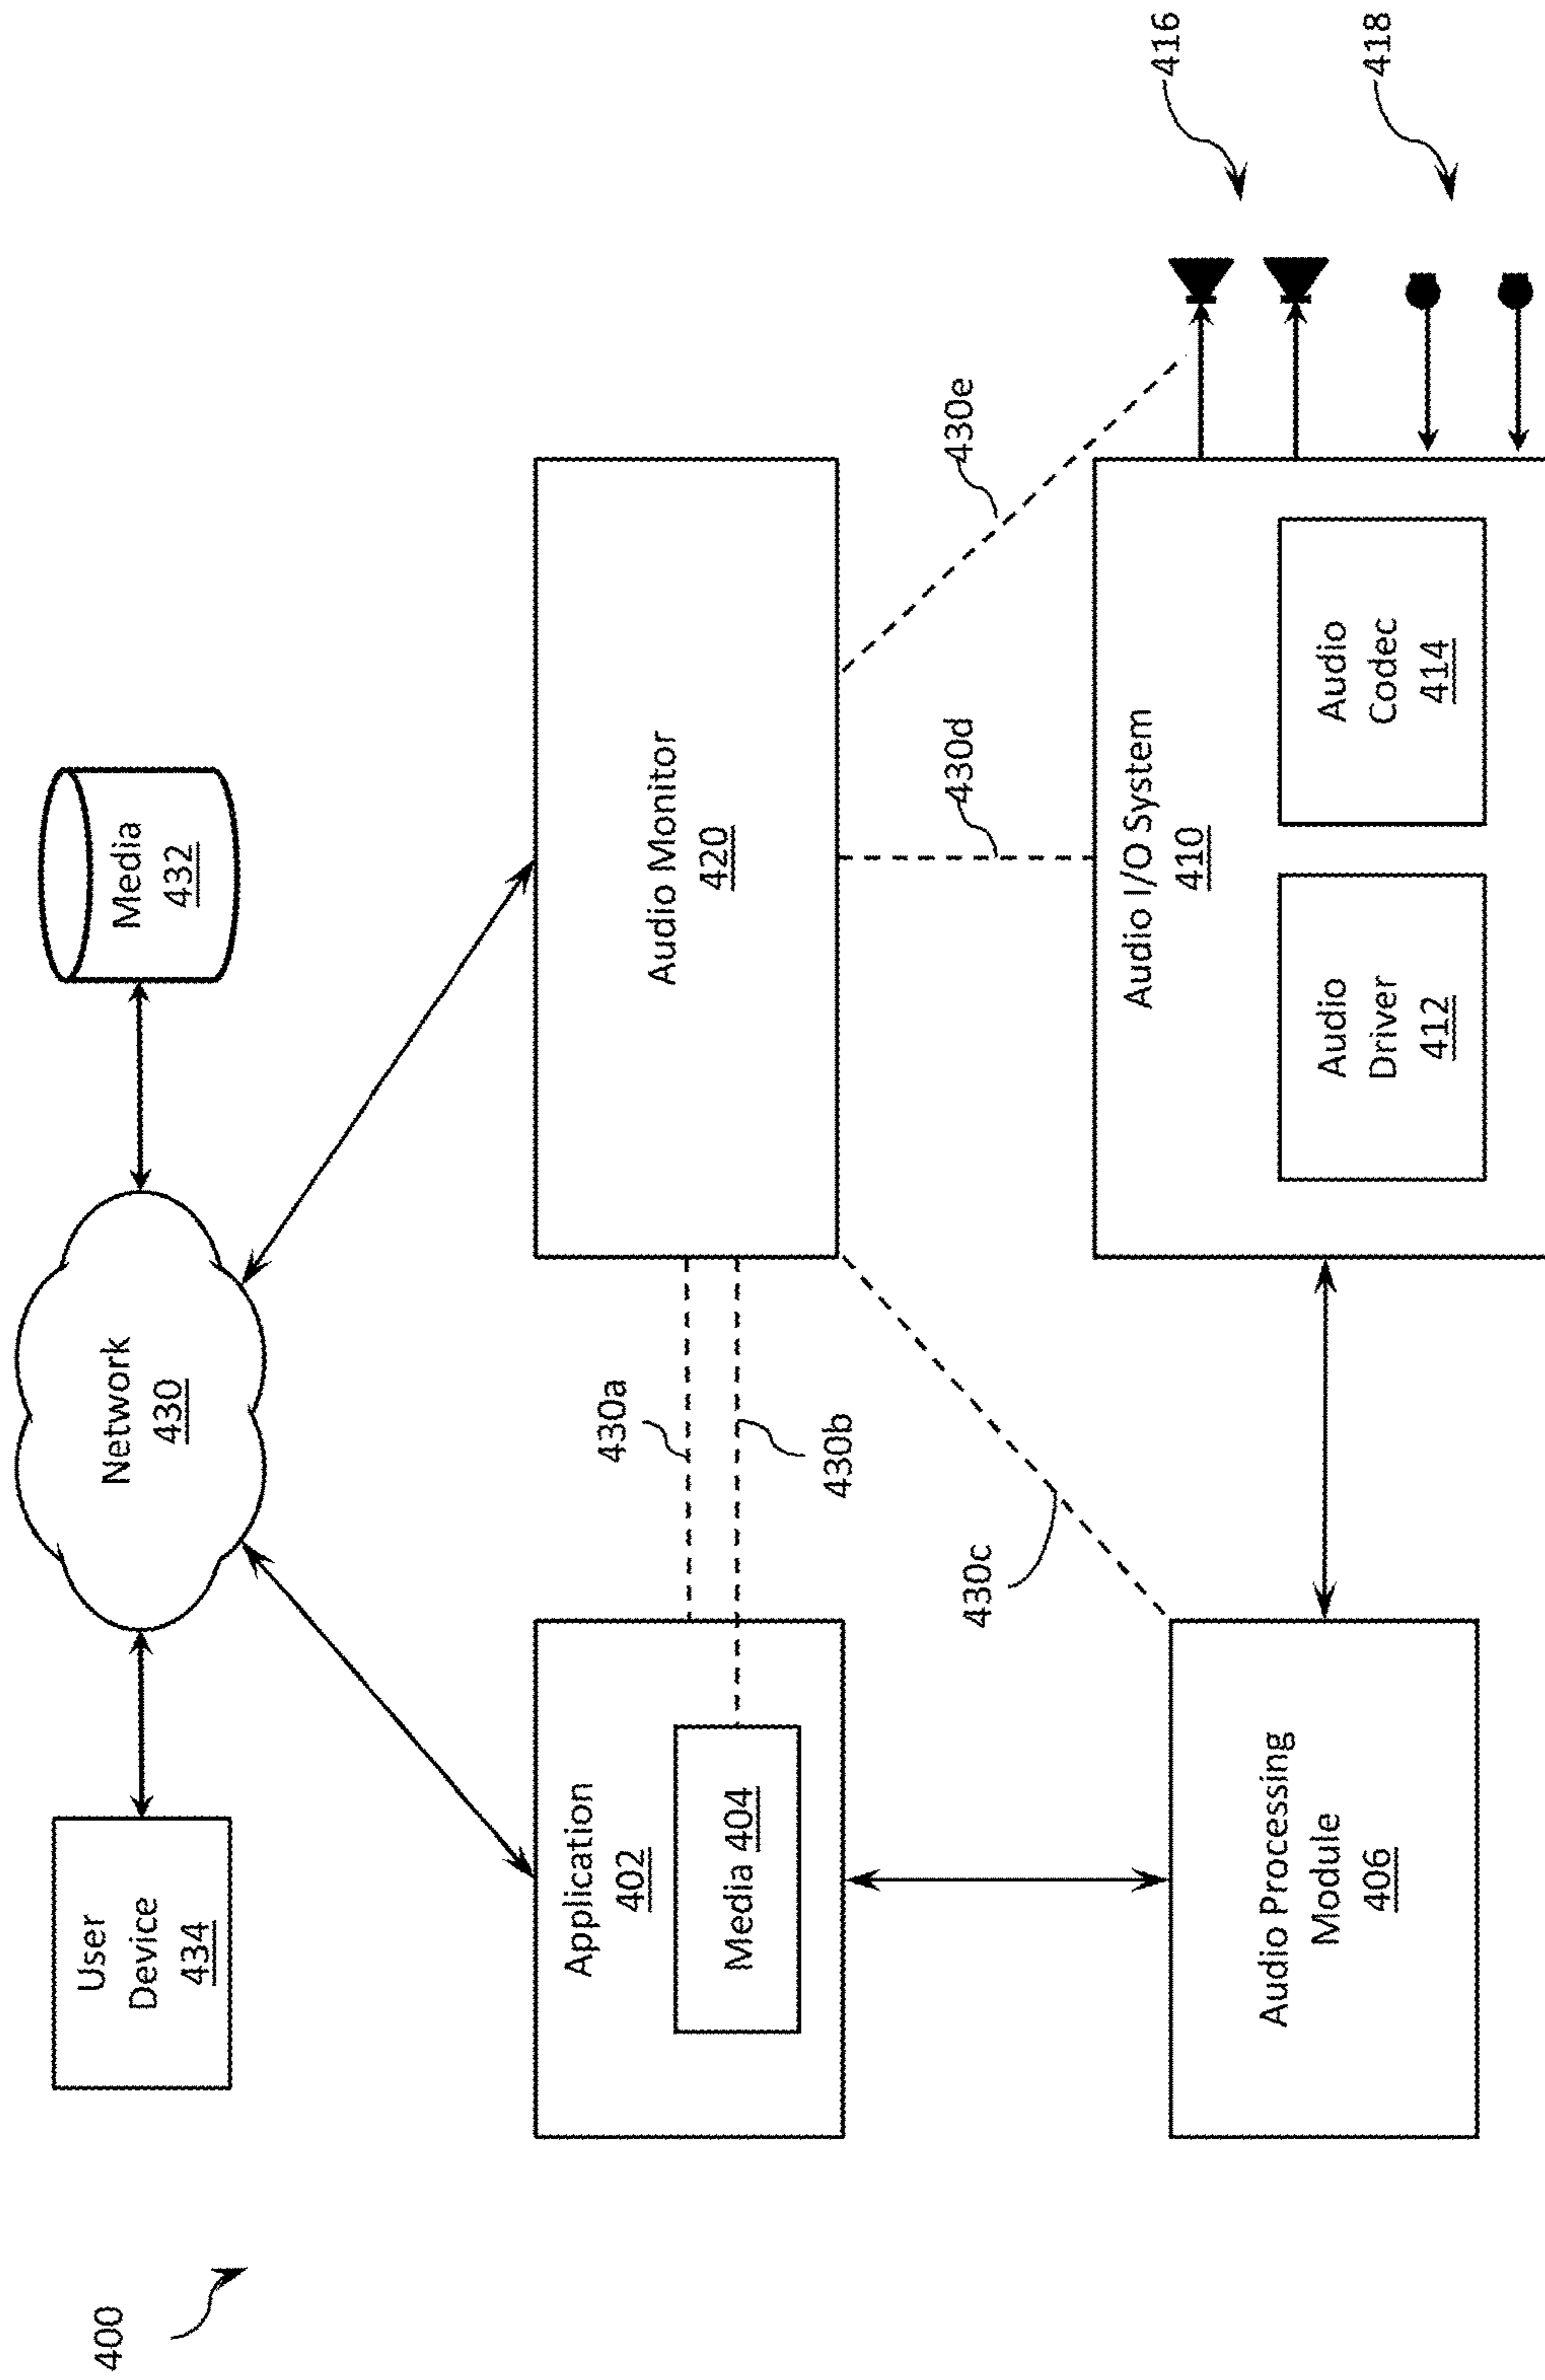 400
User
Device
434
Network
430
Media
432
Application
402
Media 404
430a
430b
Audio Monitor
420
430c
430d
430e
Audio Processing
Module
406
Audio I/O System
410
Audio
Driver
412
Audio
Codec
414
416
418